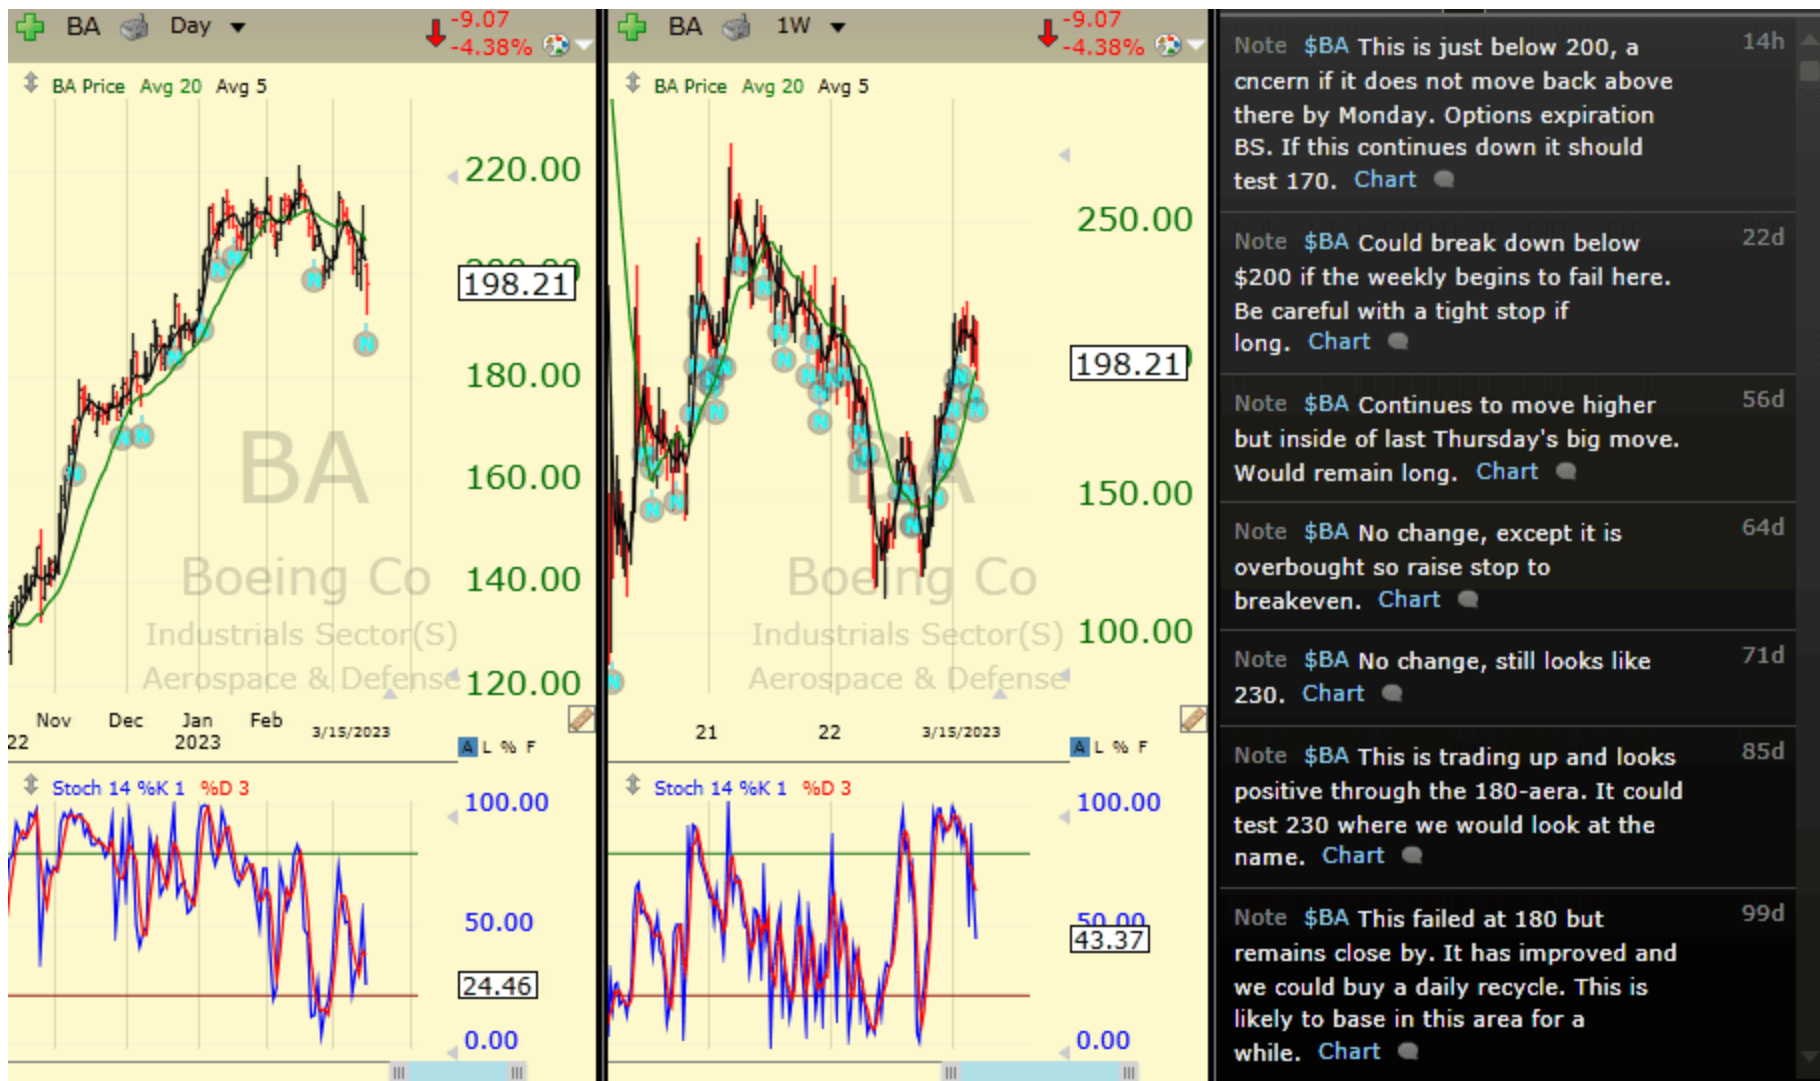 BA Day -9.07
-4.38%
BA Price Avg 20 Avg 5
220.00
198.21
180.00
160.00
140.00
120.00
BA
Boeing Co
Industrials Sector(S)
Aerospace & Defense
Nov Dec Jan Feb 3/15/2023
22 2023
A L % F
Stoch 14 %K 1 %D 3
100.00
50.00
24.46
0.00
BA 1W -9.07
-4.38%
BA Price Avg 20 Avg 5
250.00
198.21
150.00
100.00
BA
Boeing Co
Industrials Sector(S)
Aerospace & Defense
21 22 3/15/2023
A L % F
Stoch 14 %K 1 %D 3
100.00
50.00
43.37
0.00
Note $BA This is just below 200, a 14h
cncern if it does not move back above
there by Monday. Options expiration
BS. If this continues down it should
test 170. Chart
Note $BA Could break down below 22d
$200 if the weekly begins to fail here.
Be careful with a tight stop if
long. Chart
Note $BA Continues to move higher 56d
but inside of last Thursday's big move.
Would remain long. Chart
Note $BA No change, except it is 64d
overbought so raise stop to
breakeven. Chart
Note $BA No change, still looks like 71d
230. Chart
Note $BA This is trading up and looks 85d
positive through the 180-aera. It could
test 230 where we would look at the
name. Chart
Note $BA This failed at 180 but 99d
remains close by. It has improved and
we could buy a daily recycle. This is
likely to base in this area for a
while. Chart